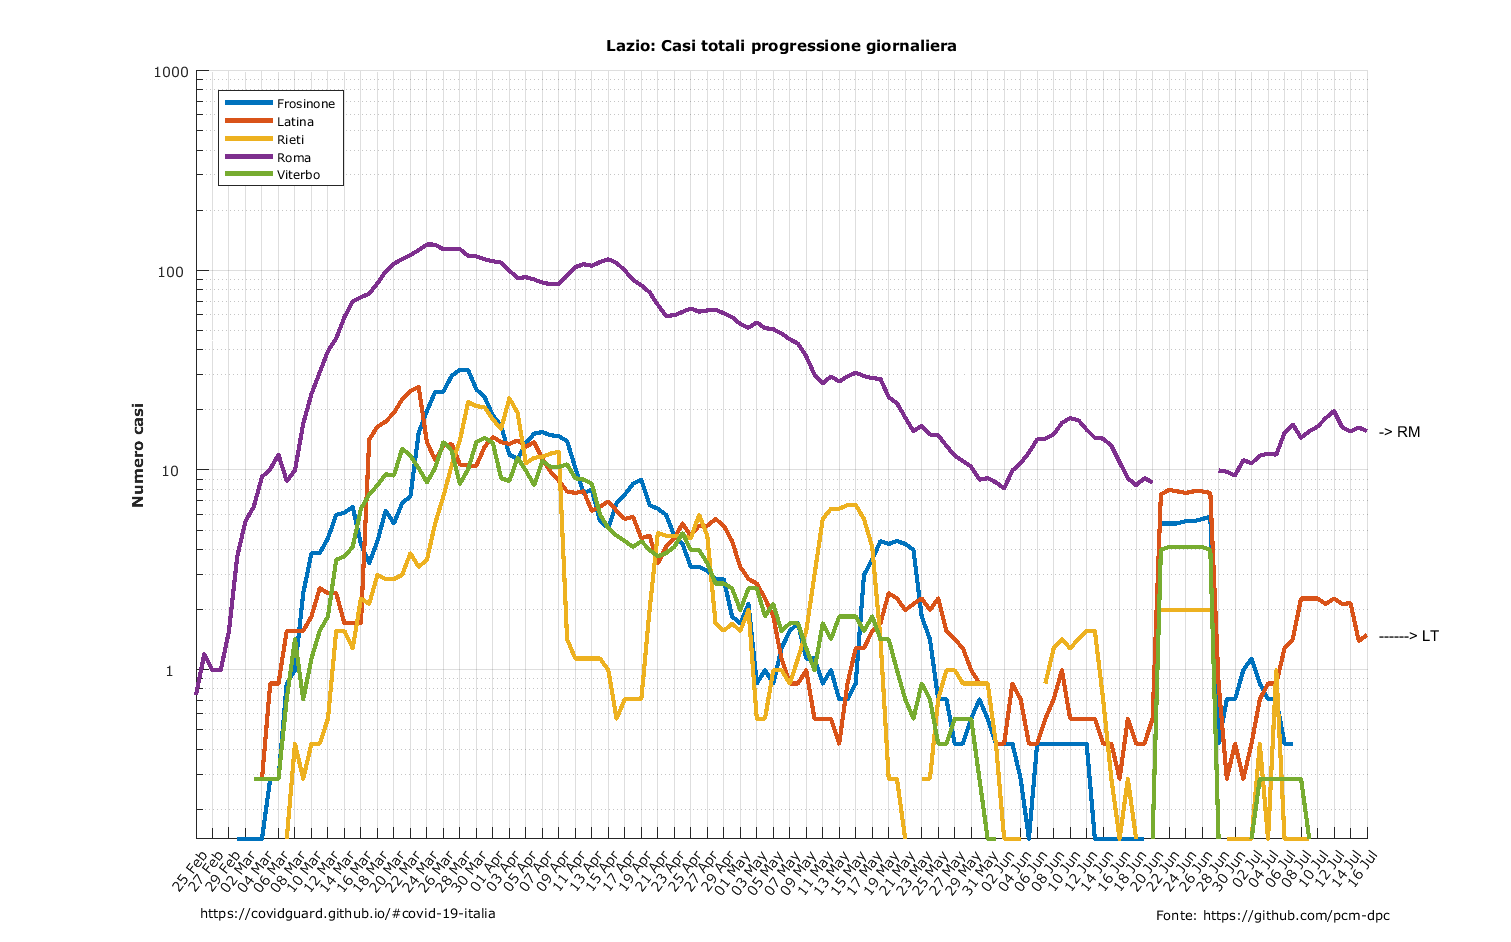 Lazio: Casi totali progressione giornaliera
1000
100
10
1
Numero casi
Frosinone
Latina
Rieti
Roma
Viterbo
-> RM
------> LT
25 Feb
27 Feb
29 Feb
02 Mar
04 Mar
06 Mar
08 Mar
10 Mar
12 Mar
14 Mar
16 Mar
18 Mar
20 Mar
22 Mar
24 Mar
26 Mar
28 Mar
30 Mar
01 Apr
03 Apr
05 Apr
07 Apr
09 Apr
11 Apr
13 Apr
15 Apr
17 Apr
19 Apr
21 Apr
23 Apr
25 Apr
27 Apr
29 Apr
01 May
03 May
05 May
07 May
09 May
11 May
13 May
15 May
17 May
19 May
21 May
23 May
25 May
27 May
29 May
31 May
02 Jun
04 Jun
06 Jun
08 Jun
10 Jun
12 Jun
14 Jun
16 Jun
18 Jun
20 Jun
22 Jun
24 Jun
26 Jun
28 Jun
30 Jun
02 Jul
04 Jul
06 Jul
08 Jul
10 Jul
12 Jul
14 Jul
16 Jul
https://covidguard.github.io/#covid-19-italia
Fonte: https://github.com/pcm-dpc